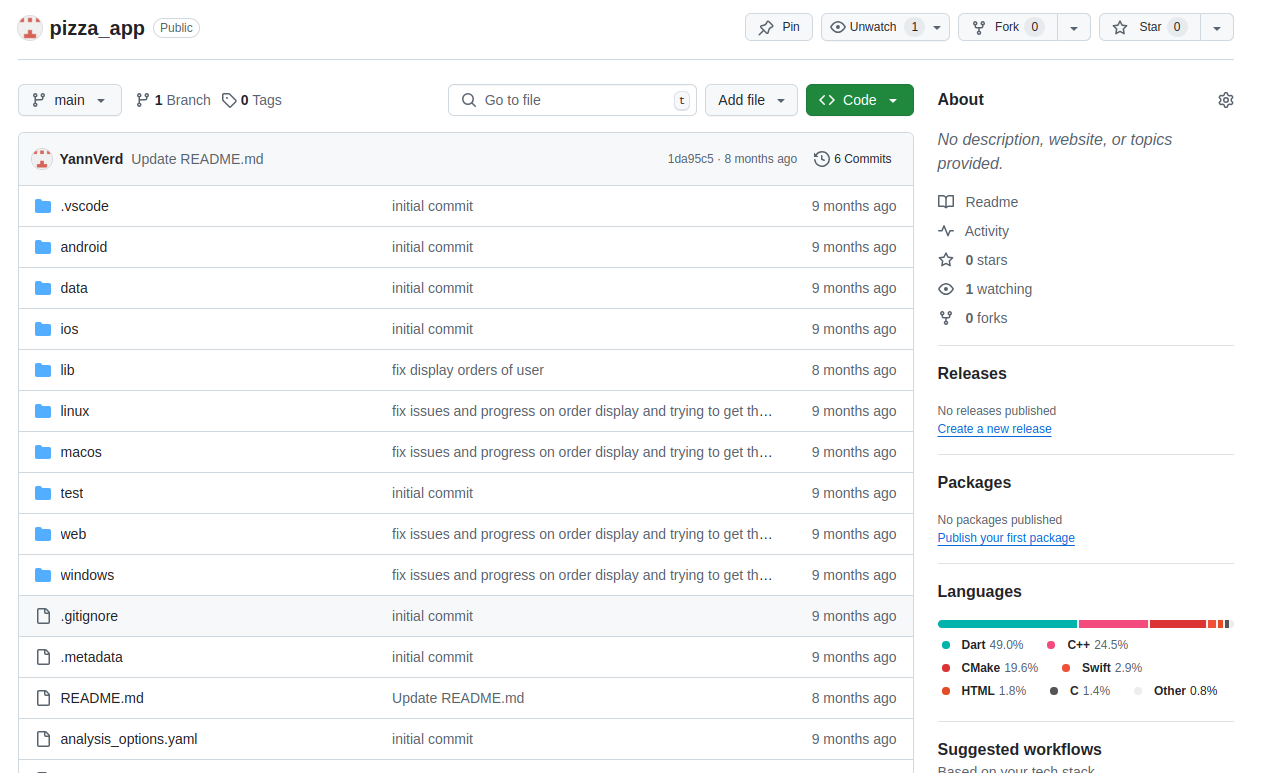 pizza_app Public Pin Unwatch 1 Fork 0 Star 0
main 1 Branch 0 Tags Go to file t Add file Code
YannVerd Update README.md 1da95c5 · 8 months ago 6 Commits
.vscode initial commit 9 months ago
android initial commit 9 months ago
data initial commit 9 months ago
ios initial commit 9 months ago
lib fix display orders of user 8 months ago
linux fix issues and progress on order display and trying to get th… 9 months ago
macos fix issues and progress on order display and trying to get th… 9 months ago
test initial commit 9 months ago
web fix issues and progress on order display and trying to get th… 9 months ago
windows fix issues and progress on order display and trying to get th… 9 months ago
.gitignore initial commit 9 months ago
.metadata initial commit 9 months ago
README.md Update README.md 8 months ago
analysis_options.yaml initial commit 9 months ago
About
No description, website, or topics
provided.
Readme
Activity
0 stars
1 watching
0 forks
Releases
No releases published
Create a new release
Packages
No packages published
Publish your first package
Languages
Dart 49.0% C++ 24.5%
CMake 19.6% Swift 2.9%
HTML 1.8% C 1.4% Other 0.8%
Suggested workflows
Based on your tech stack